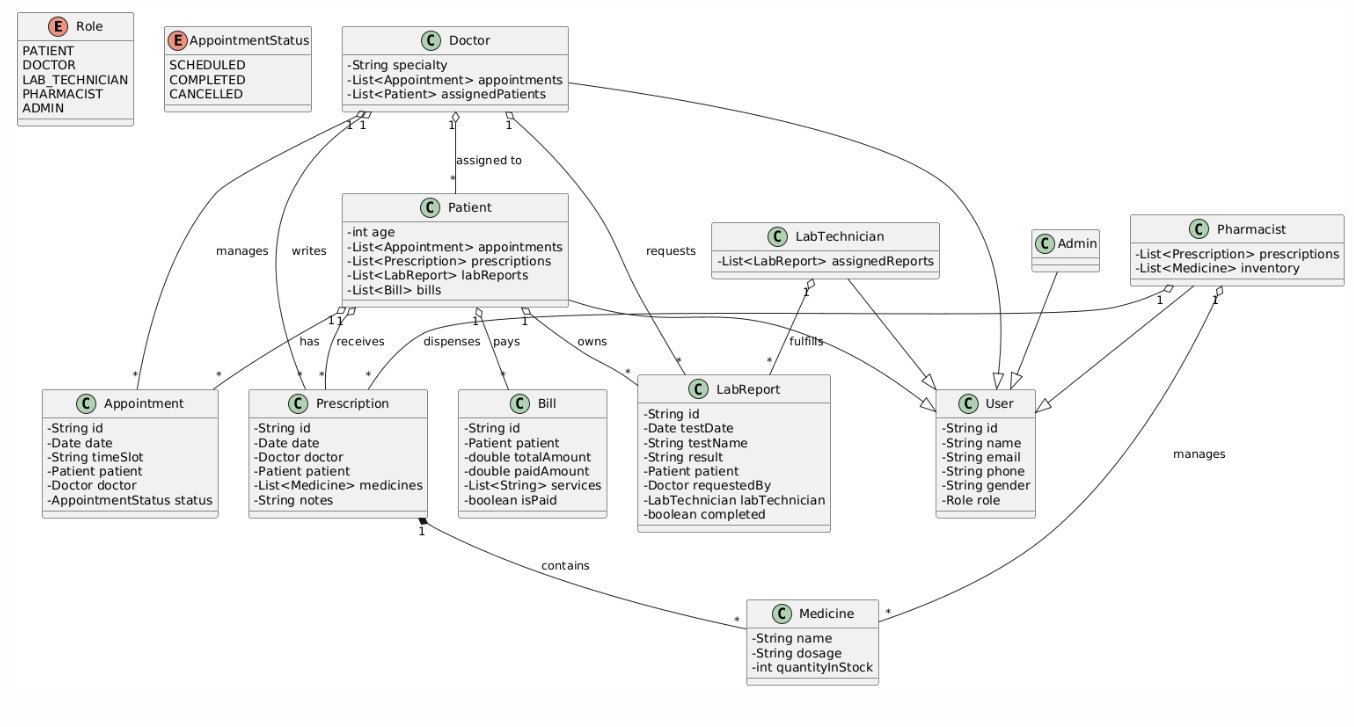 E Role
PATIENT
DOCTOR
LAB_TECHNICIAN
PHARMACIST
ADMIN
E AppointmentStatus
SCHEDULED
COMPLETED
CANCELLED
C Doctor
-String specialty
-List<Appointment> appointments
-List<Patient> assignedPatients
1 1 1 1
assigned to
*
manages
writes
requests
C Patient
-int age
-List<Appointment> appointments
-List<Prescription> prescriptions
-List<LabReport> labReports
-List<Bill> bills
C LabTechnician
-List<LabReport> assignedReports
1
C Admin
C Pharmacist
-List<Prescription> prescriptions
-List<Medicine> inventory
1 1
1 1 1 1
has
receives
dispenses
pays
owns
fulfills
* * * * * * * * *
C Appointment
-String id
-Date date
-String timeSlot
-Patient patient
-Doctor doctor
-AppointmentStatus status
C Prescription
-String id
-Date date
-Doctor doctor
-Patient patient
-List<Medicine> medicines
-String notes
1
C Bill
-String id
-Patient patient
-double totalAmount
-double paidAmount
-List<String> services
-boolean isPaid
C LabReport
-String id
-Date testDate
-String testName
-String result
-Patient patient
-Doctor requestedBy
-LabTechnician labTechnician
-boolean completed
C User
-String id
-String name
-String email
-String phone
-String gender
-Role role
manages
contains
* *
C Medicine
-String name
-String dosage
-int quantityInStock